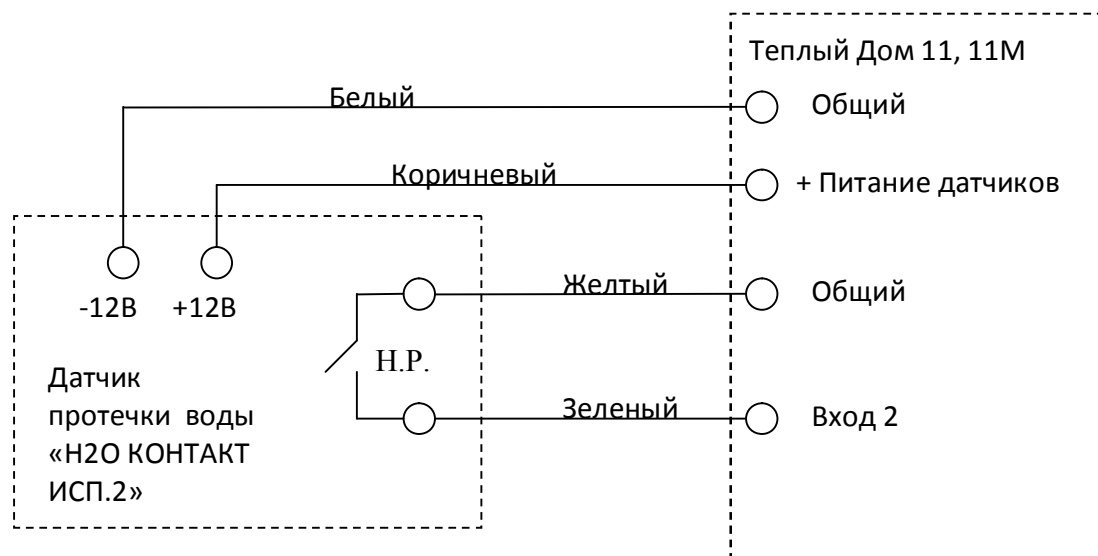 Теплый Дом 11, 11М
Белый
Общий
Коричневый
+ Питание датчиков
-12В
+12В
Желтый
Общий
Н.Р.
Датчик
протечки воды
«Н2О КОНТАКТ
ИСП.2»
Зеленый
Вход 2